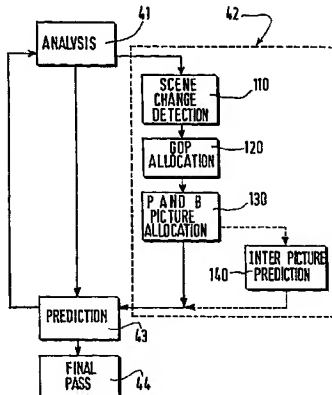 41
42
ANALYSIS
SCENE
CHANGE
DETECTION
110
GOP
ALLOCATION
120
P AND B
PICTURE
ALLOCATION
130
INTER PICTURE
PREDICTION
140
PREDICTION
43
FINAL
PASS
44